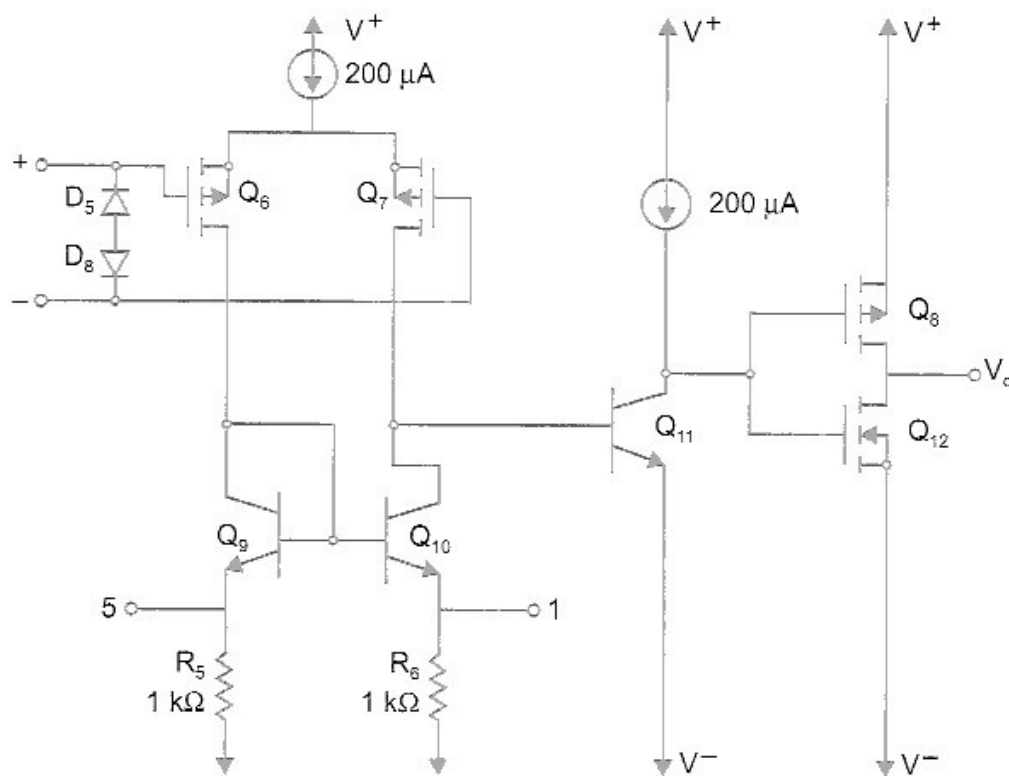 V⁺
200 μA
V⁺
V⁺
+
D₅
Q₆
Q₇
200 μA
D₈
−
Q₈
Vₒ
Q₁₁
Q₁₂
Q₉
Q₁₀
5
1
R₅
1 kΩ
R₆
1 kΩ
V⁻
V⁻